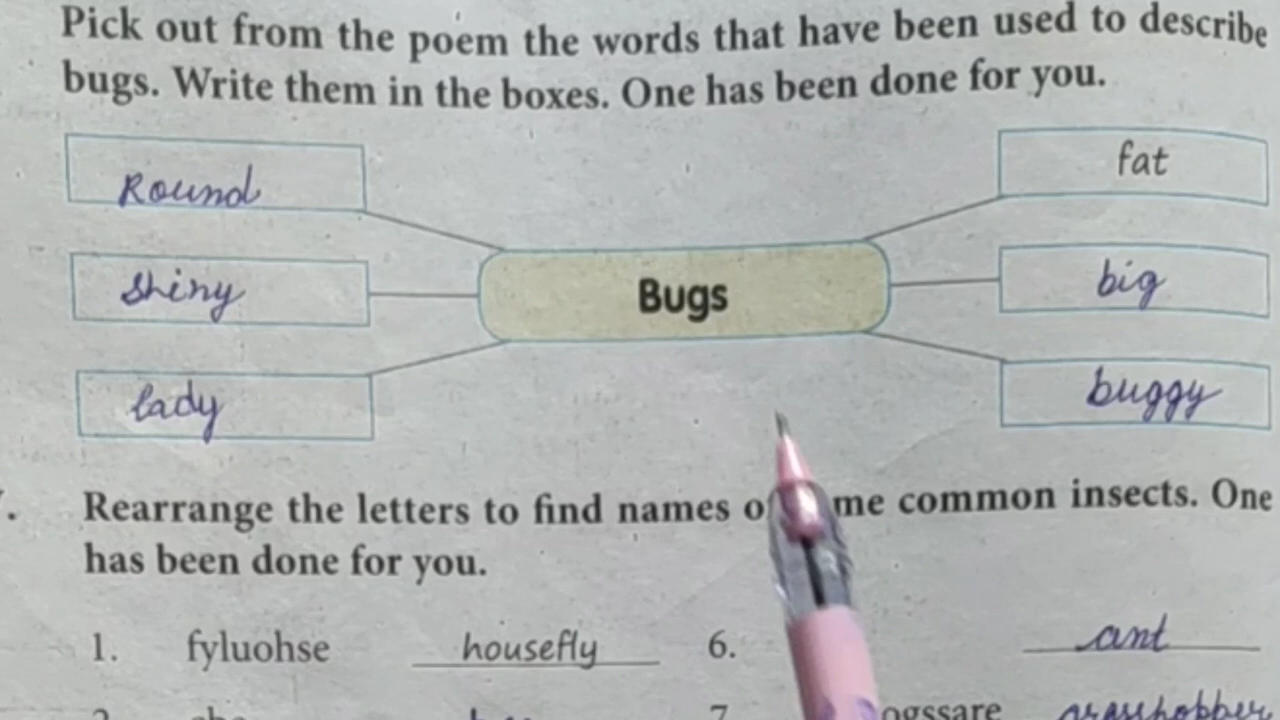 Pick out from the poem the words that have been used to describe
bugs. Write them in the boxes. One has been done for you.
Round
fat
shiny
Bugs
big
lady
buggy
Rearrange the letters to find names me common insects. One
has been done for you.
1. fyluohse housefly 6. ant
7 ogssare